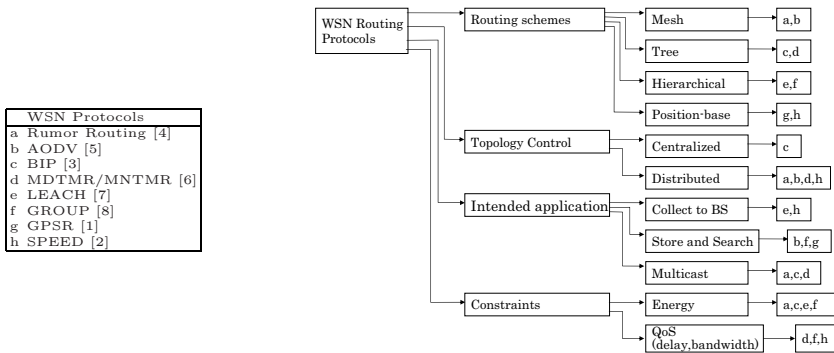 WSN Protocols
a Rumor Routing [4]
b AODV [5]
c BIP [3]
d MDTMR/MNTMR [6]
e LEACH [7]
f GROUP [8]
g GPSR [1]
h SPEED [2]
WSN Routing
Protocols
Routing schemes
Mesh
a,b
Tree
c,d
Hierarchical
e,f
Position-base
g,h
Topology Control
Centralized
c
Distributed
a,b,d,h
Intended application
Collect to BS
e,h
Store and Search
b,f,g
Multicast
a,c,d
Constraints
Energy
a,c,e,f
QoS
(delay,bandwidth)
d,f,h